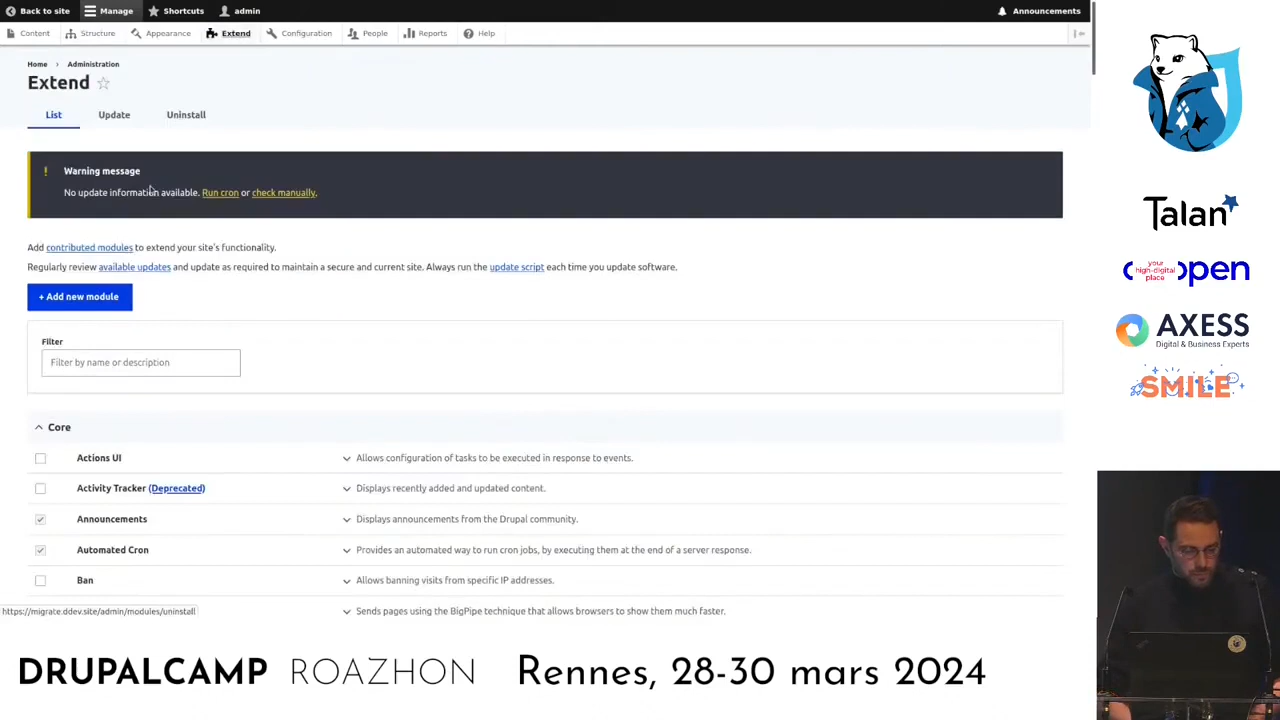 Back to site Manage Shortcuts admin Announcements
Content Structure Appearance Extend Configuration People Reports Help
Home Administration
Extend
List Update Uninstall
Warning message
No update information available. Run cron or check manually.
Add contributed modules to extend your site's functionality.
Regularly review available updates and update as required to maintain a secure and current site. Always run the update script each time you update software.
+ Add new module
Filter
Filter by name or description
Core
Actions UI Allows configuration of tasks to be executed in response to events.
Activity Tracker (Deprecated) Displays recently added and updated content.
Announcements Displays announcements from the Drupal community.
Automated Cron Provides an automated way to run cron jobs, by executing them at the end of a server response.
Ban Allows banning visits from specific IP addresses.
https://migrate.ddev.site/admin/modules/uninstall Sends pages using the BigPipe technique that allows browsers to show them much faster.
Talan
your
high-digital
place
open
AXESS
Digital & Business Experts
SMILE
DRUPALCAMP ROAZHON Rennes, 28-30 mars 2024